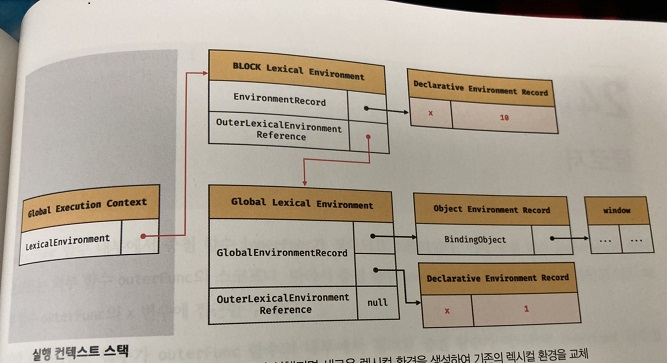 BLOCK Lexical Environment
EnvironmentRecord
OuterLexicalEnvironment
Reference
Declarative Environment Record
x 10
Global Execution Context
LexicalEnvironment
Global Lexical Environment
GlobalEnvironmentRecord
OuterLexicalEnvironment
Reference
null
Object Environment Record
BindingObject
window
... ...
Declarative Environment Record
x 1
실행 컨텍스트 스택
새로운 렉시컬 환경을 생성하여 기존의 렉시컬 환경을 교체